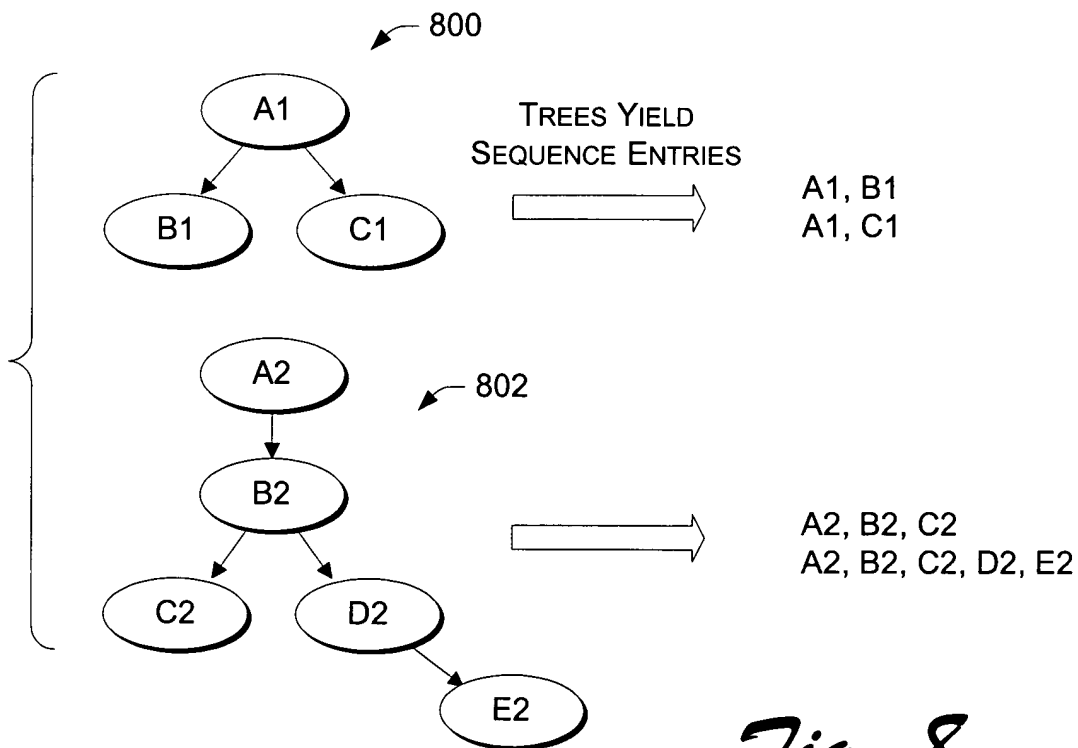 800
A1
TREES YIELD
SEQUENCE ENTRIES
B1
C1
A1, B1
A1, C1
A2
802
B2
A2, B2, C2
A2, B2, C2, D2, E2
C2
D2
E2
Fig. 8